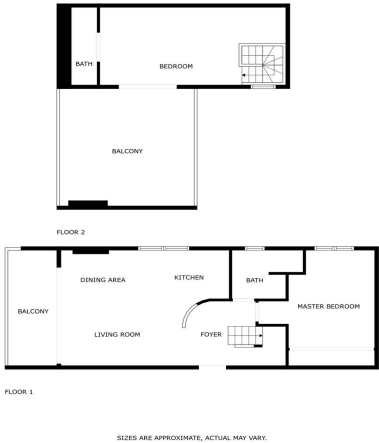 BATH
BEDROOM
BALCONY
FLOOR 2
DINING AREA
KITCHEN
BATH
BALCONY
MASTER BEDROOM
LIVING ROOM
FOYER
FLOOR 1
SIZES ARE APPROXIMATE, ACTUAL MAY VARY.